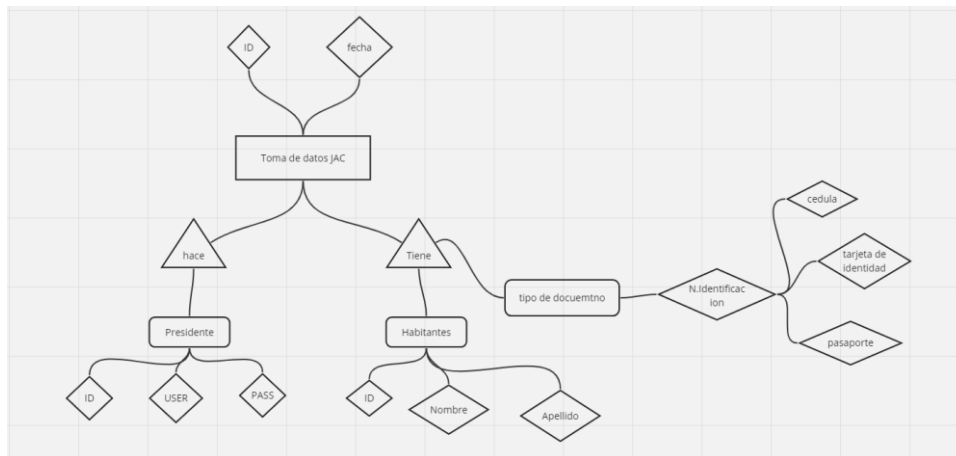 ID
fecha
Toma de datos JAC
hace
Tiene
cedula
tarjeta de
identidad
N.Identificac
ion
tipo de docuemtno
Presidente
Habitantes
pasaporte
ID
USER
PASS
ID
Nombre
Apellido